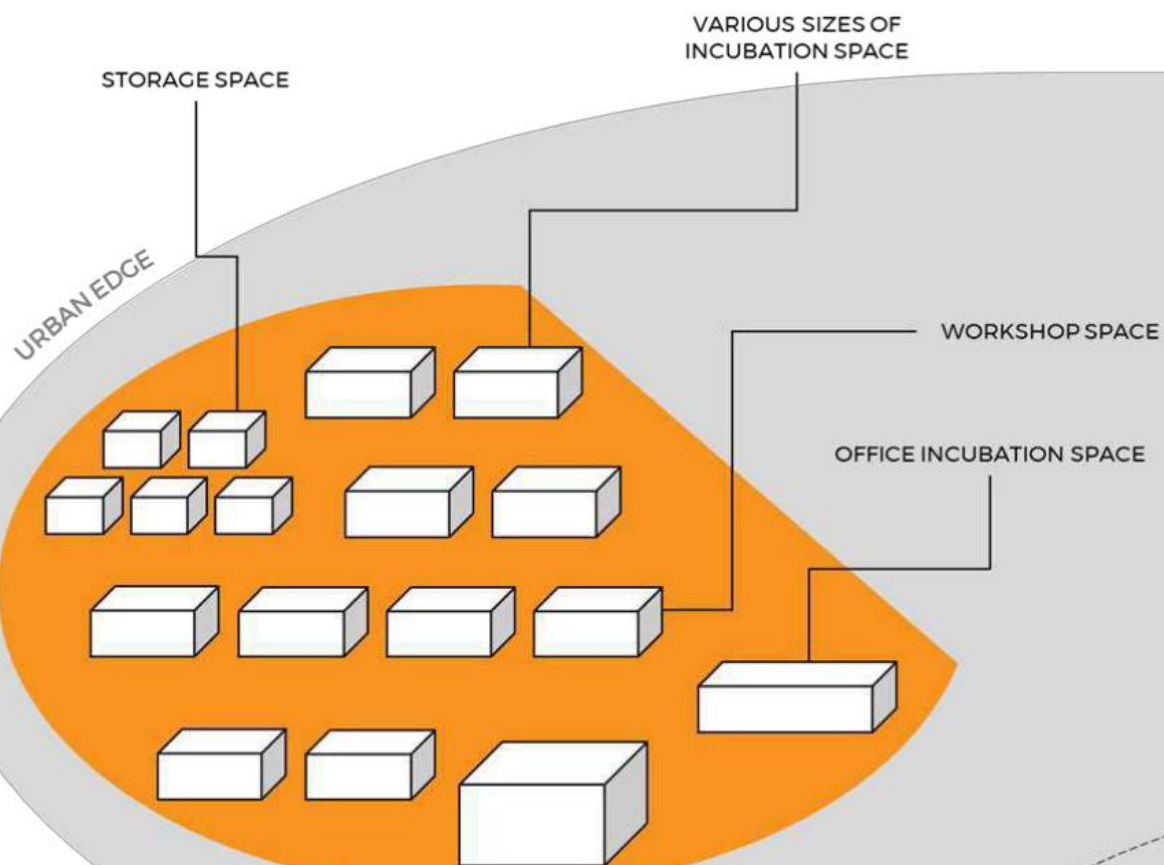 VARIOUS SIZES OF
INCUBATION SPACE
STORAGE SPACE
URBAN EDGE
WORKSHOP SPACE
OFFICE INCUBATION SPACE